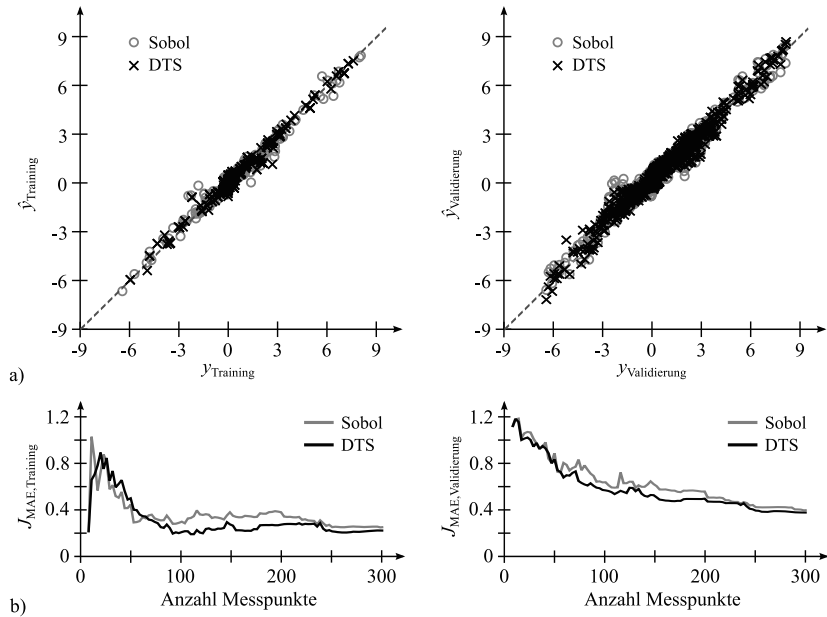 9
6
3
0
-3
-6
-9
Sobol
DTS
ŷTraining
-9 -6 -3 0 3 6 9
yTraining
9
6
3
0
-3
-6
-9
Sobol
DTS
ŷValidierung
-9 -6 -3 0 3 6 9
yValidierung
a)
1.2
0.8
0.4
0
Sobol
DTS
JMAE,Training
0 100 200 300
Anzahl Messpunkte
1.2
0.8
0.4
0
Sobol
DTS
JMAE,Validierung
0 100 200 300
Anzahl Messpunkte
b)